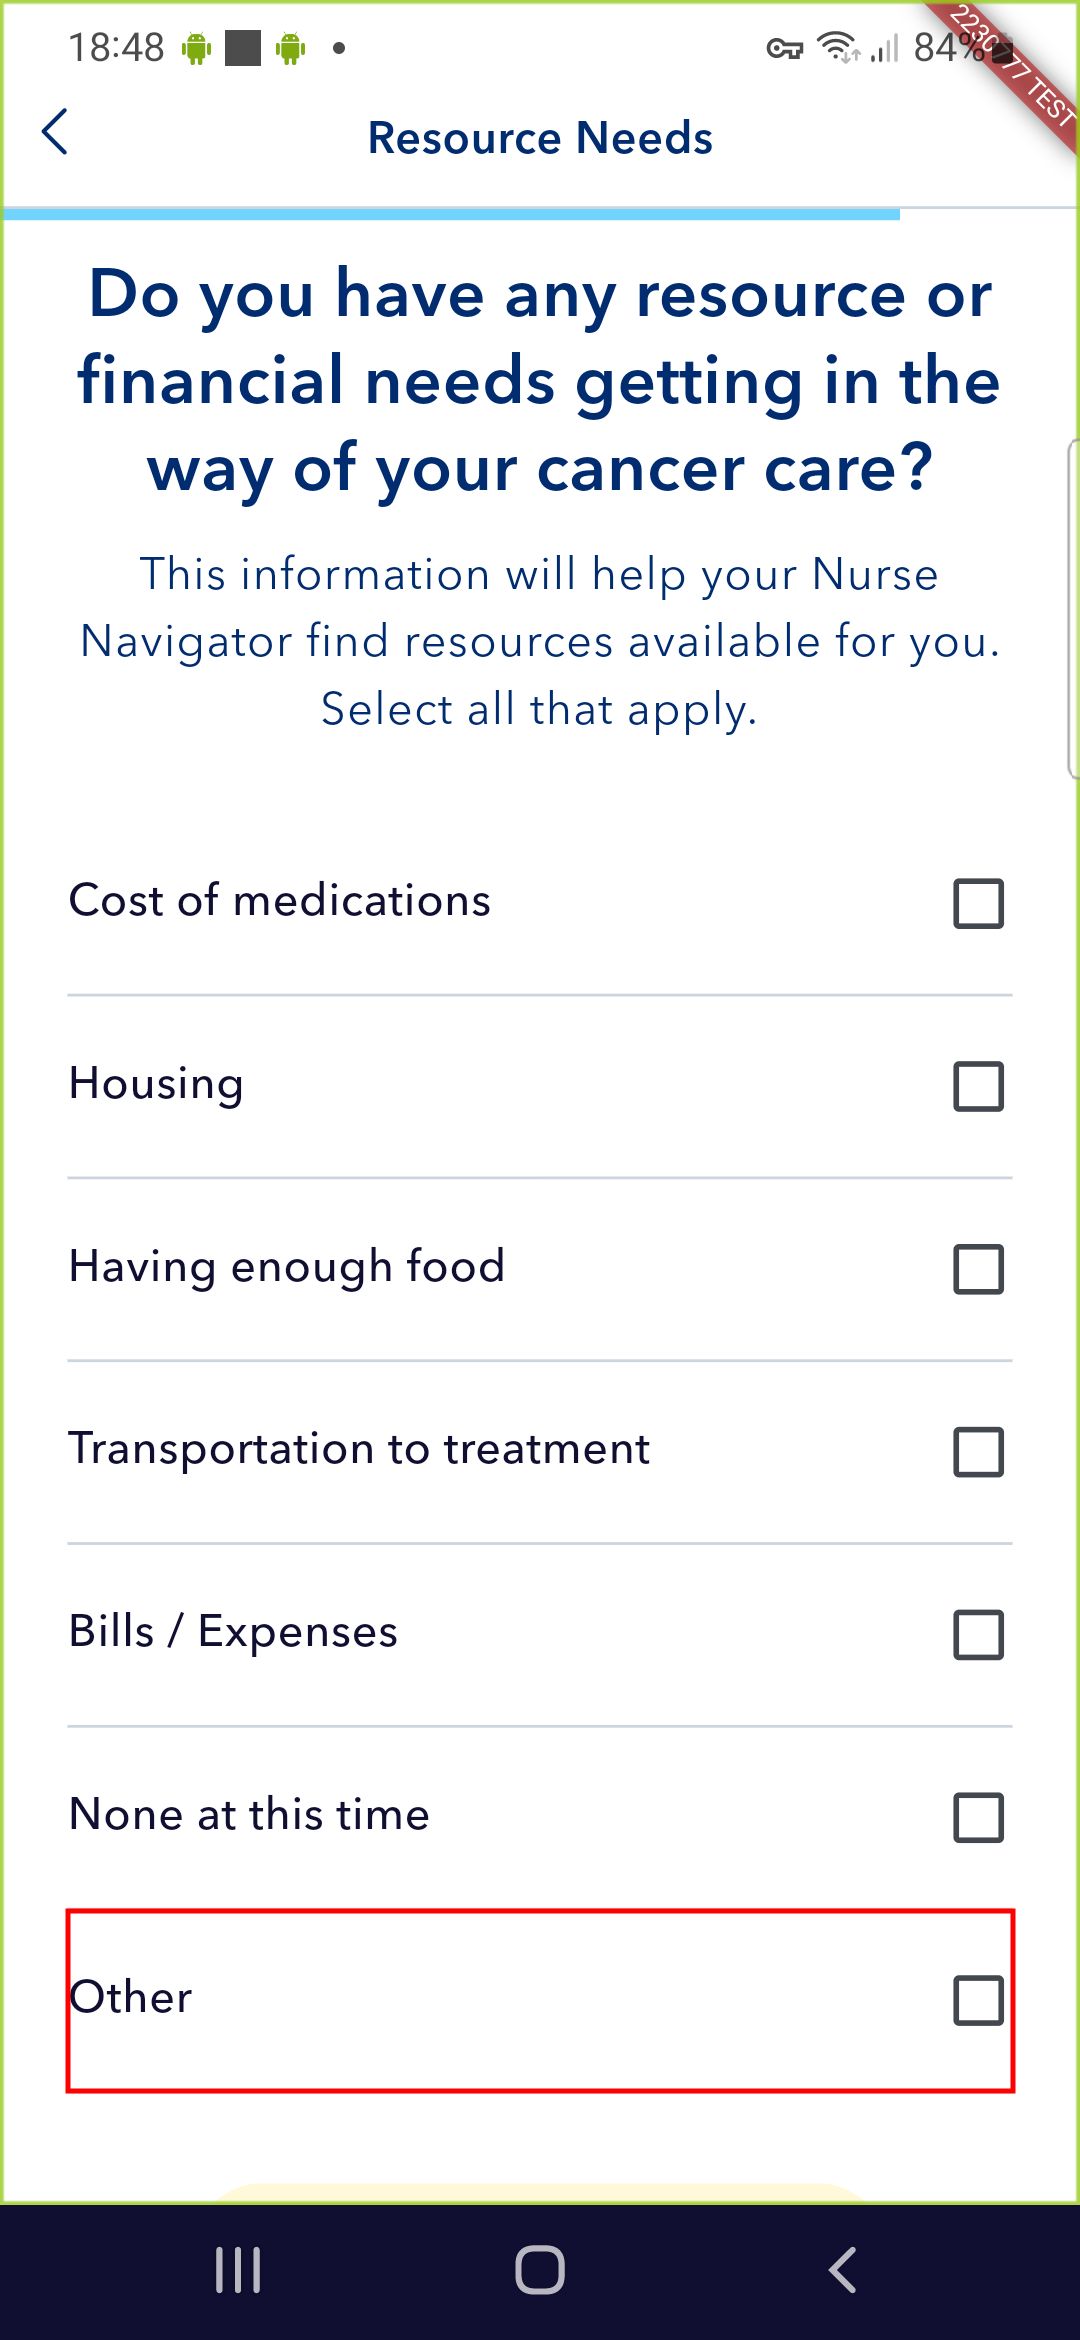 18:48
84%
2230777 TEST
Resource Needs
Do you have any resource or
financial needs getting in the
way of your cancer care?
This information will help your Nurse
Navigator find resources available for you.
Select all that apply.
Cost of medications
Housing
Having enough food
Transportation to treatment
Bills / Expenses
None at this time
Other